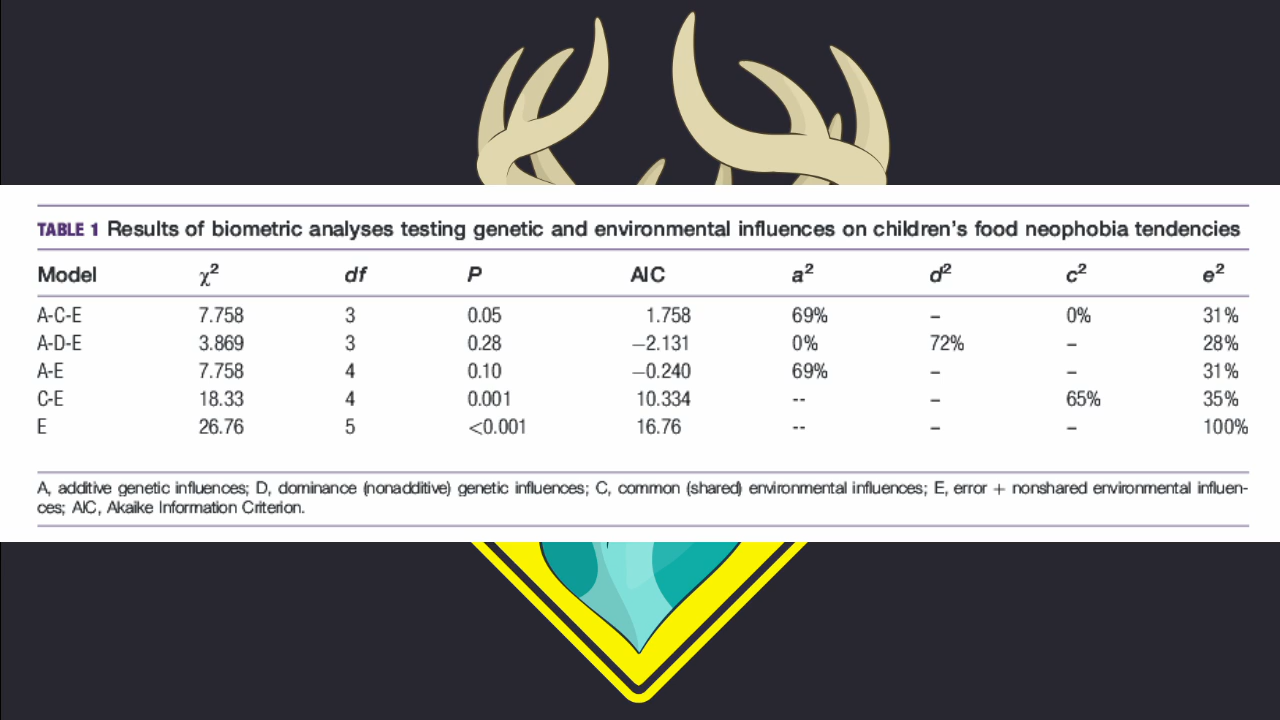 TABLE 1 Results of biometric analyses testing genetic and environmental influences on children's food neophobia tendencies
Model χ² df P AIC a² d² c² e²
A-C-E 7.758 3 0.05 1.758 69% – 0% 31%
A-D-E 3.869 3 0.28 −2.131 0% 72% – 28%
A-E 7.758 4 0.10 −0.240 69% – – 31%
C-E 18.33 4 0.001 10.334 -- – 65% 35%
E 26.76 5 <0.001 16.76 -- – – 100%
A, additive genetic influences; D, dominance (nonadditive) genetic influences; C, common (shared) environmental influences; E, error + nonshared environmental influen-
ces; AIC, Akaike Information Criterion.